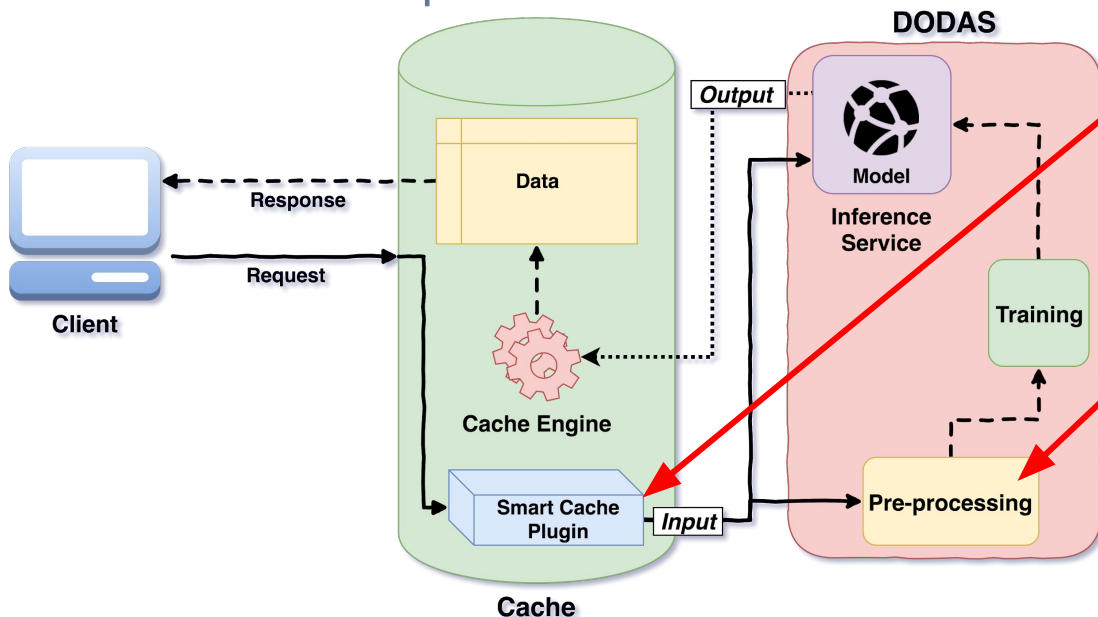 DODAS
Output
Data
Model
Response
Inference
Service
Request
Client
Training
Cache Engine
Smart Cache
Plugin
Input
Pre-processing
Cache